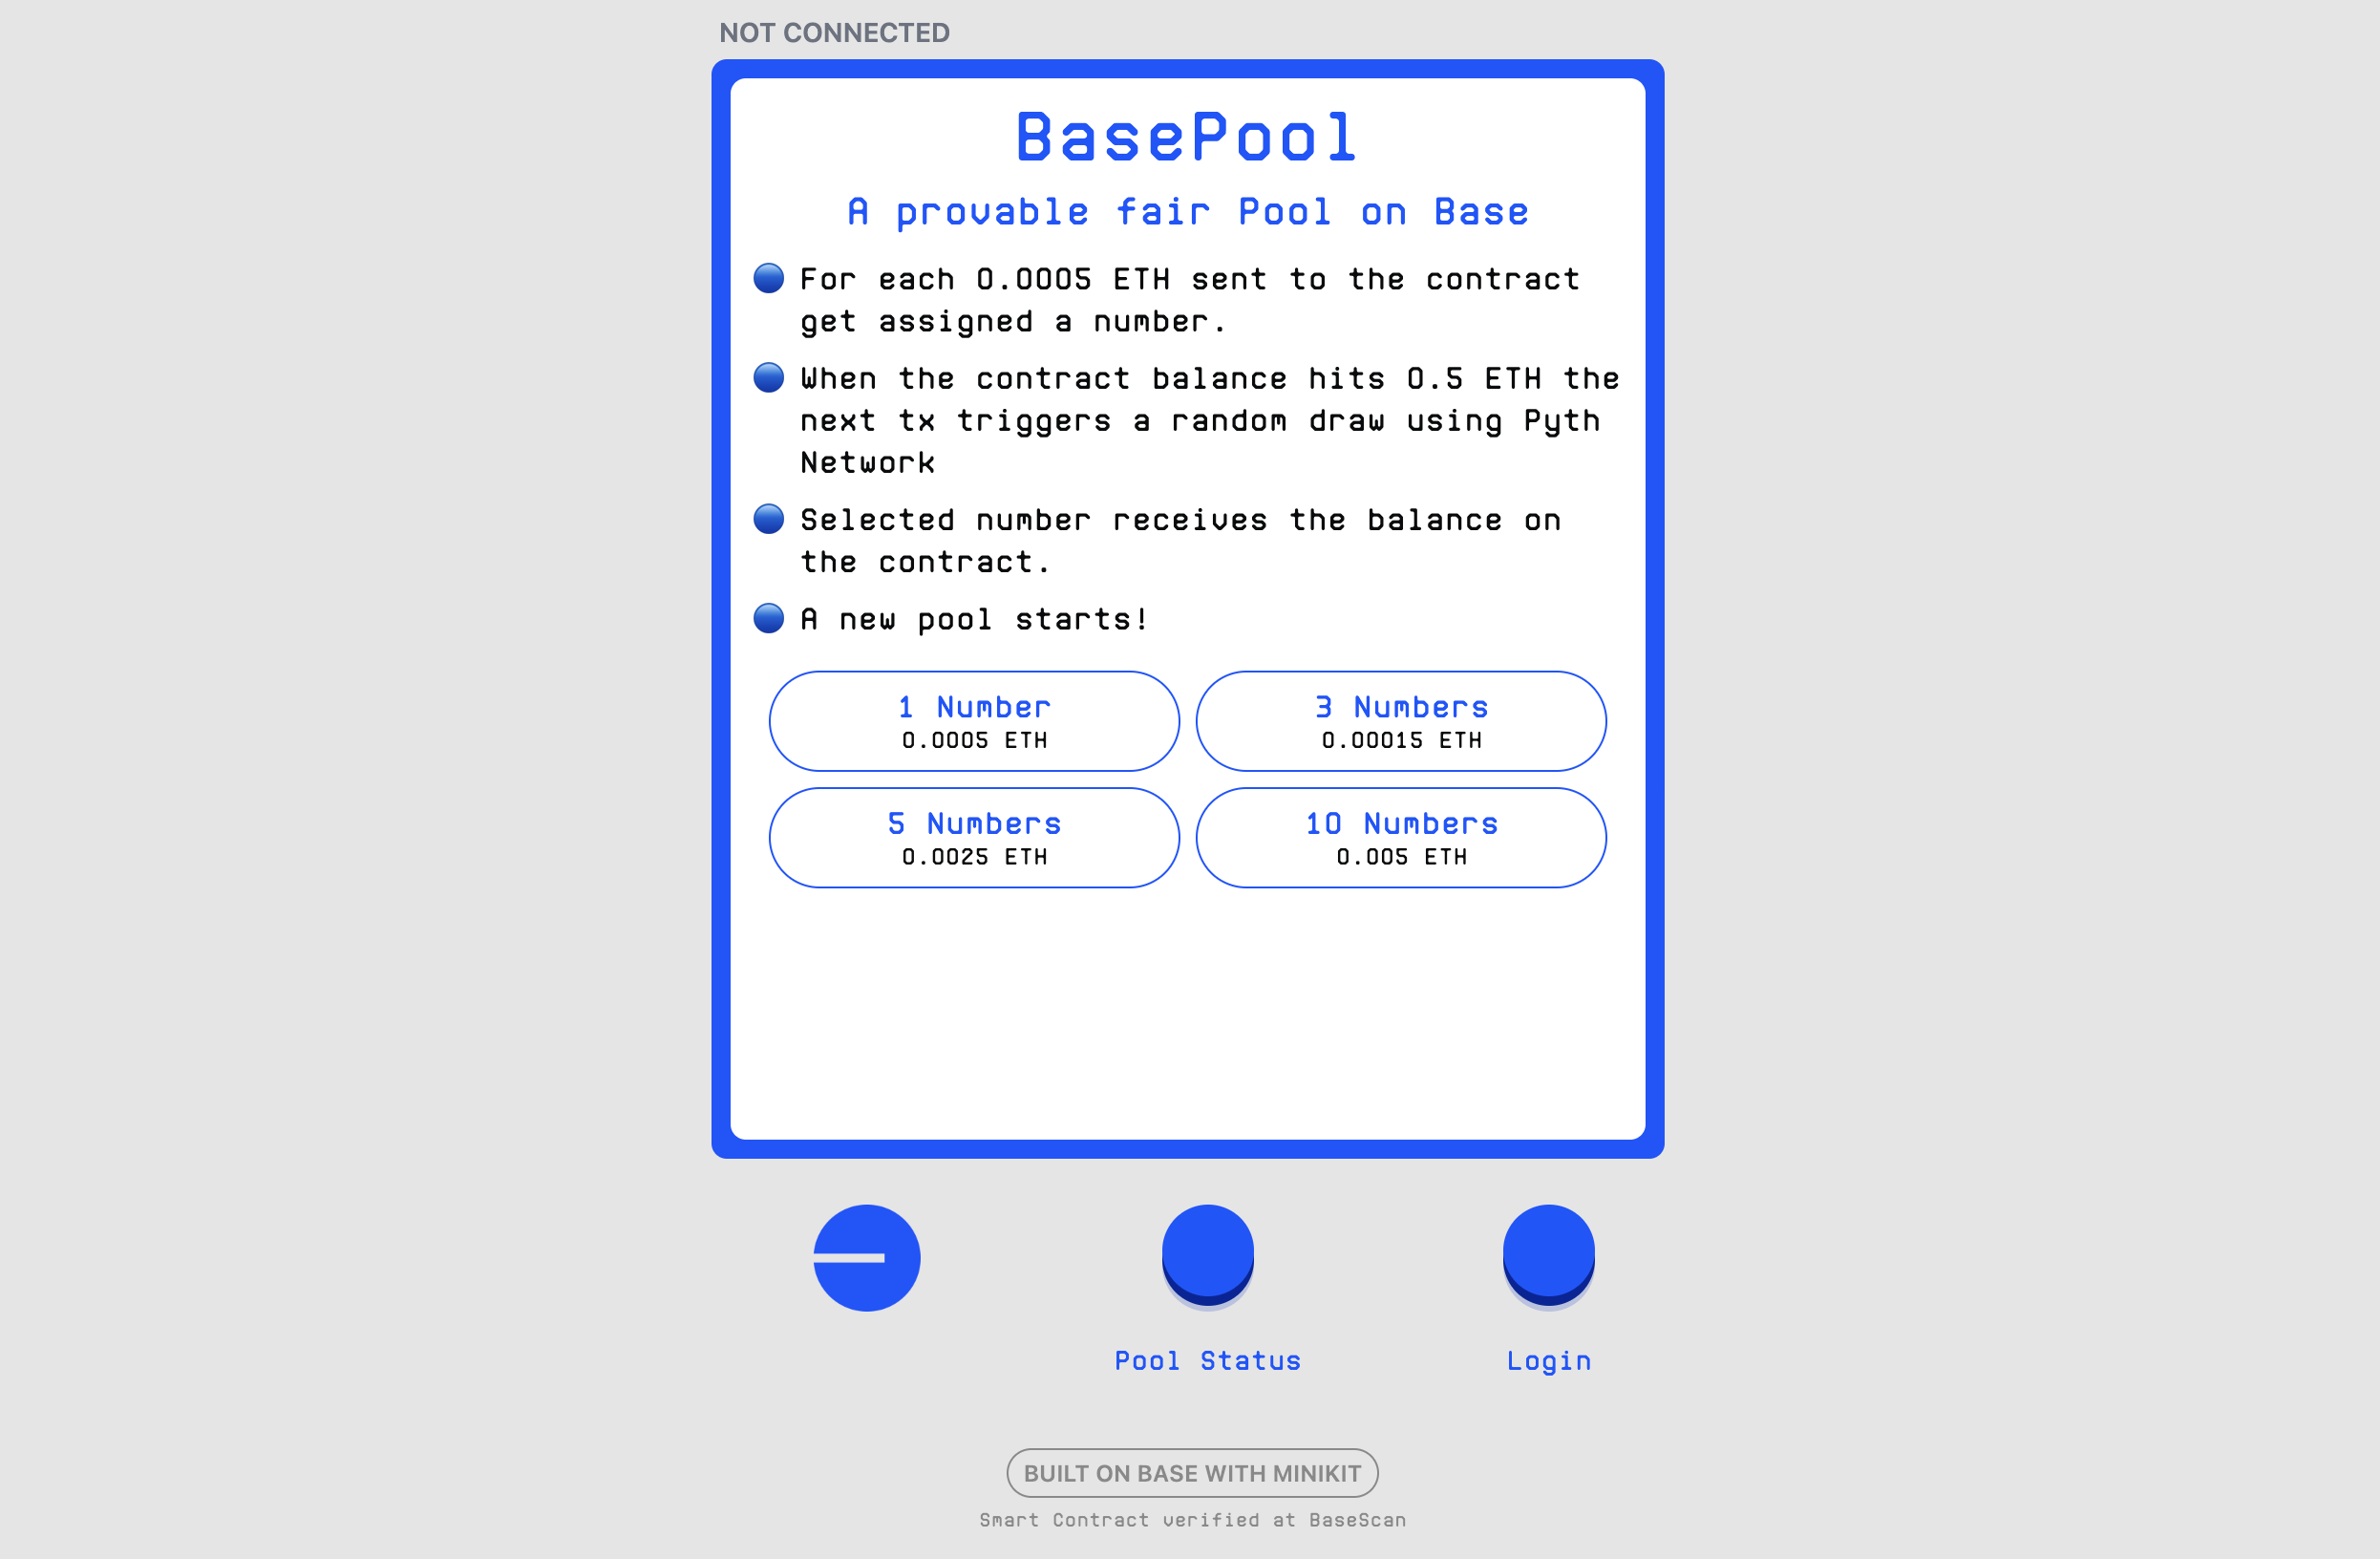 NOT CONNECTED
BasePool
A provable fair Pool on Base
For each 0.0005 ETH sent to the contract
get assigned a number.
When the contract balance hits 0.5 ETH the
next tx triggers a random draw using Pyth
Network
Selected number receives the balance on
the contract.
A new pool starts!
1 Number
0.0005 ETH
3 Numbers
0.00015 ETH
5 Numbers
0.0025 ETH
10 Numbers
0.005 ETH
Pool Status
Login
BUILT ON BASE WITH MINIKIT
Smart Contract verified at BaseScan